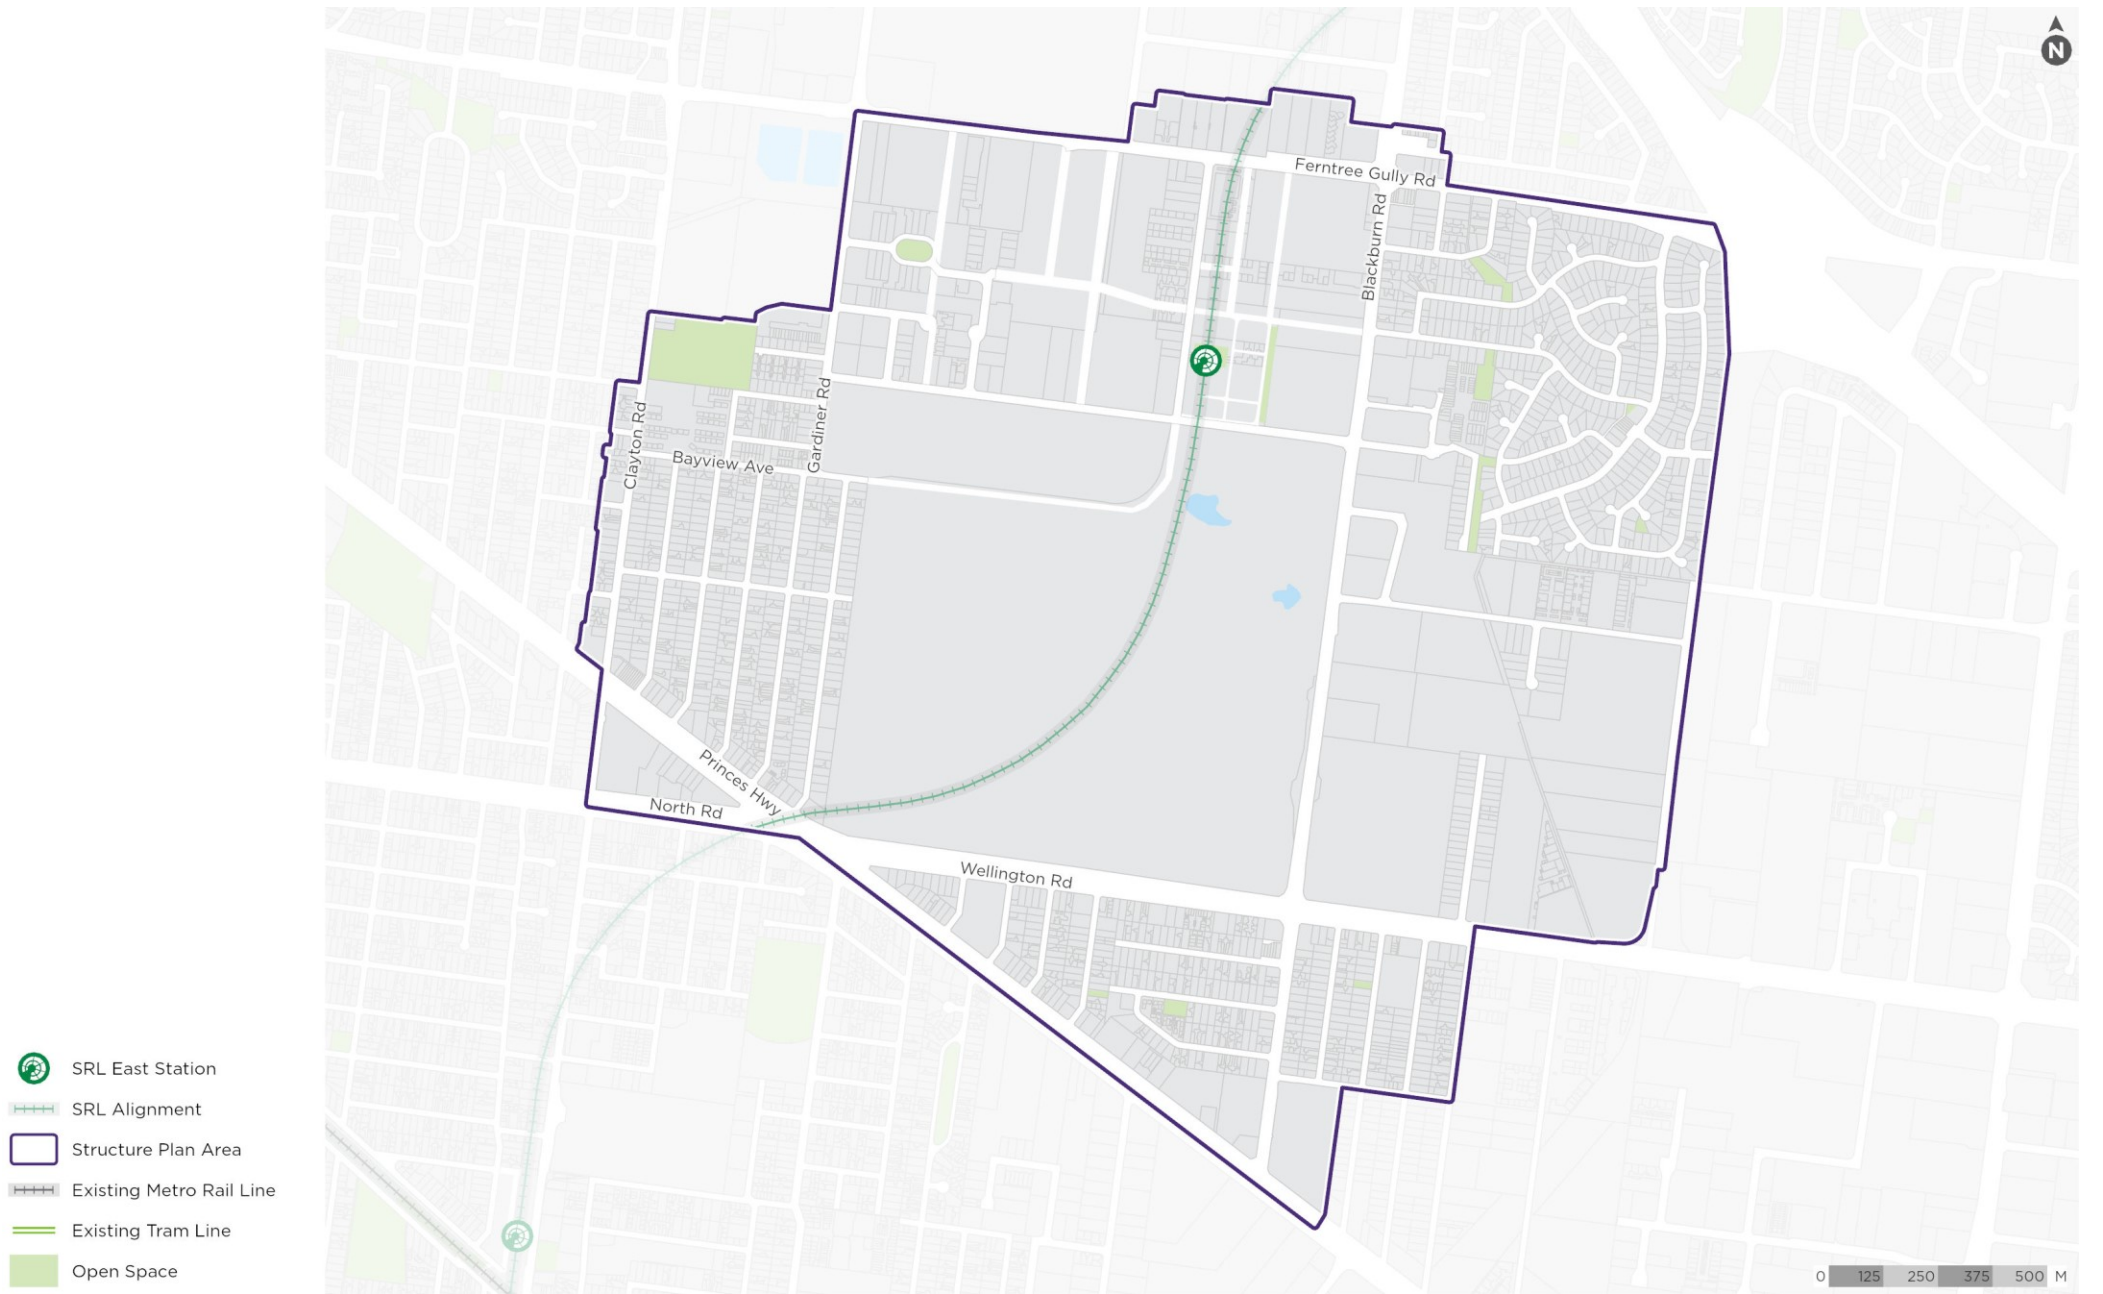 N
Ferntree Gully Rd
Blackburn Rd
Gardiner Rd
Clayton Rd
Bayview Ave
Princes Hwy
North Rd
Wellington Rd
SRL East Station
SRL Alignment
Structure Plan Area
Existing Metro Rail Line
Existing Tram Line
Open Space
0 125 250 375 500 M